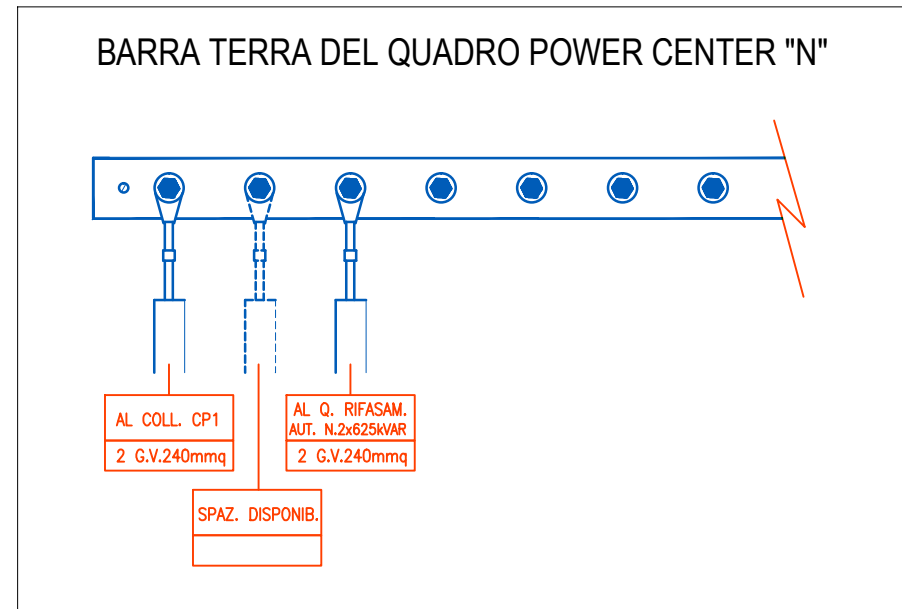 BARRA TERRA DEL QUADRO POWER CENTER "N"
AL COLL. CP1
2 G.V.240mmq
SPAZ. DISPONIB.
AL Q. RIFASAM.
AUT. N.2x625kVAR
2 G.V.240mmq